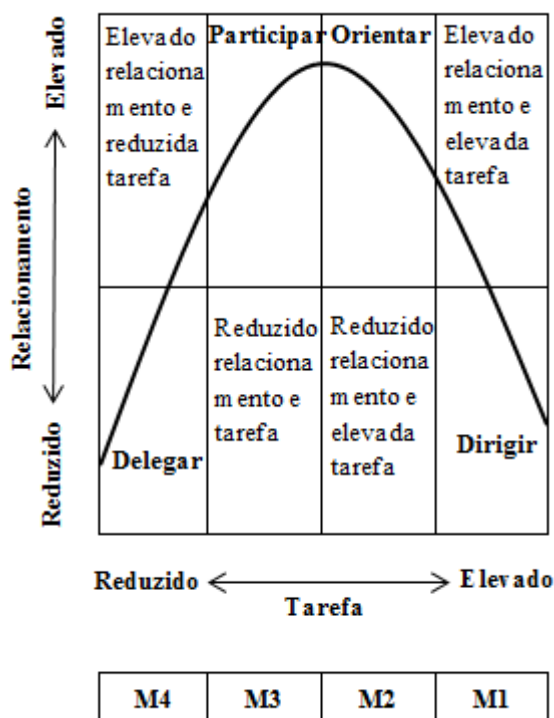 Elevado
relaciona
mento e
reduzida
tarefa
Participar
Orientar
Elevado
relaciona
mento e
elevada
tarefa
Elevado
Relacionamento
Reduzido
Delegar
Reduzido
relaciona
mento e
tarefa
Reduzido
relaciona
mento e
elevada
tarefa
Dirigir
Reduzido
Elevado
Tarefa
M4 M3 M2 M1